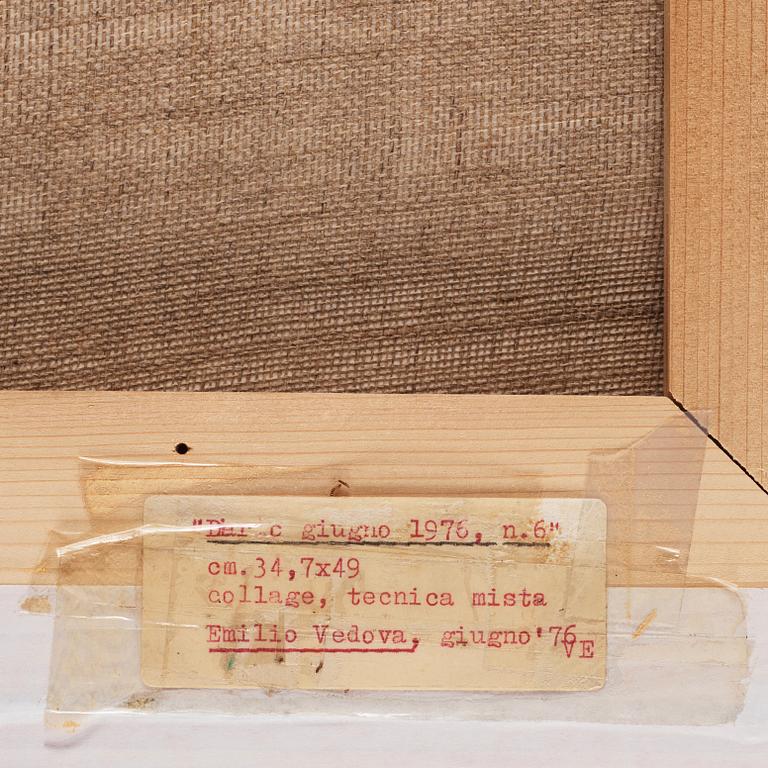 giugno 1976, n.6"
cm.34,7x49
collage, tecnica mista
Emilio Vedova, giugno'76
VE